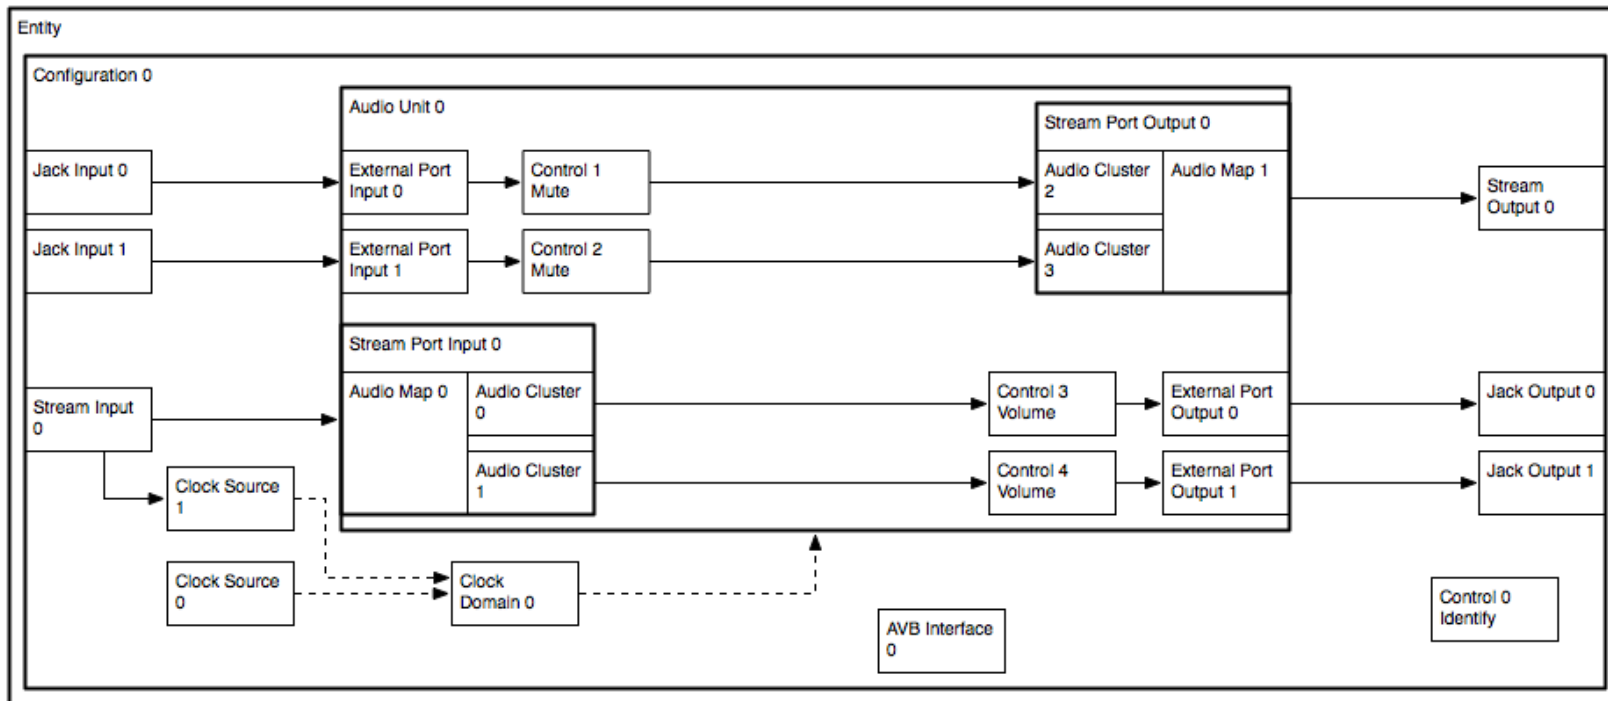 Entity
Configuration 0
Audio Unit 0
Stream Port Output 0
Jack Input 0
External Port
Input 0
Control 1
Mute
Audio Cluster
2
Audio Map 1
Stream
Output 0
Jack Input 1
External Port
Input 1
Control 2
Mute
Audio Cluster
3
Stream Port Input 0
Stream Input
0
Audio Map 0
Audio Cluster
0
Control 3
Volume
External Port
Output 0
Jack Output 0
Audio Cluster
1
Control 4
Volume
External Port
Output 1
Jack Output 1
Clock Source
1
Clock Source
0
Clock
Domain 0
AVB Interface
0
Control 0
Identify